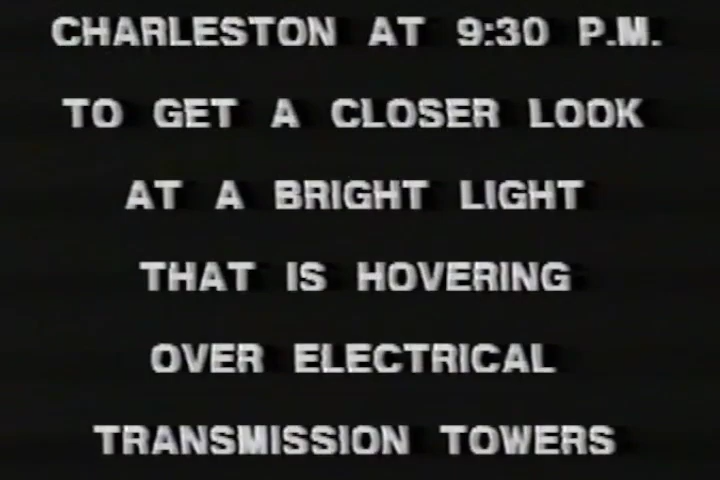 CHARLESTON AT 9:30 P.M.
TO GET A CLOSER LOOK
AT A BRIGHT LIGHT
THAT IS HOVERING
OVER ELECTRICAL
TRANSMISSION TOWERS